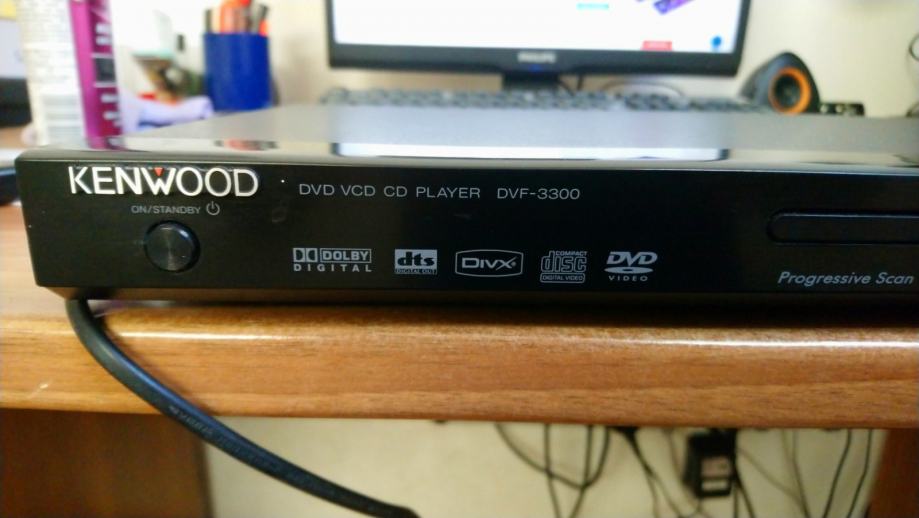 PHILIPS
KENWOOD
DVD VCD CD PLAYER DVF-3300
ON/STANDBY
DOLBY
DIGITAL
dts
DIGITAL OUT
DIVX
COMPACT
disc
DIGITAL VIDEO
DVD
VIDEO
Progressive Scan